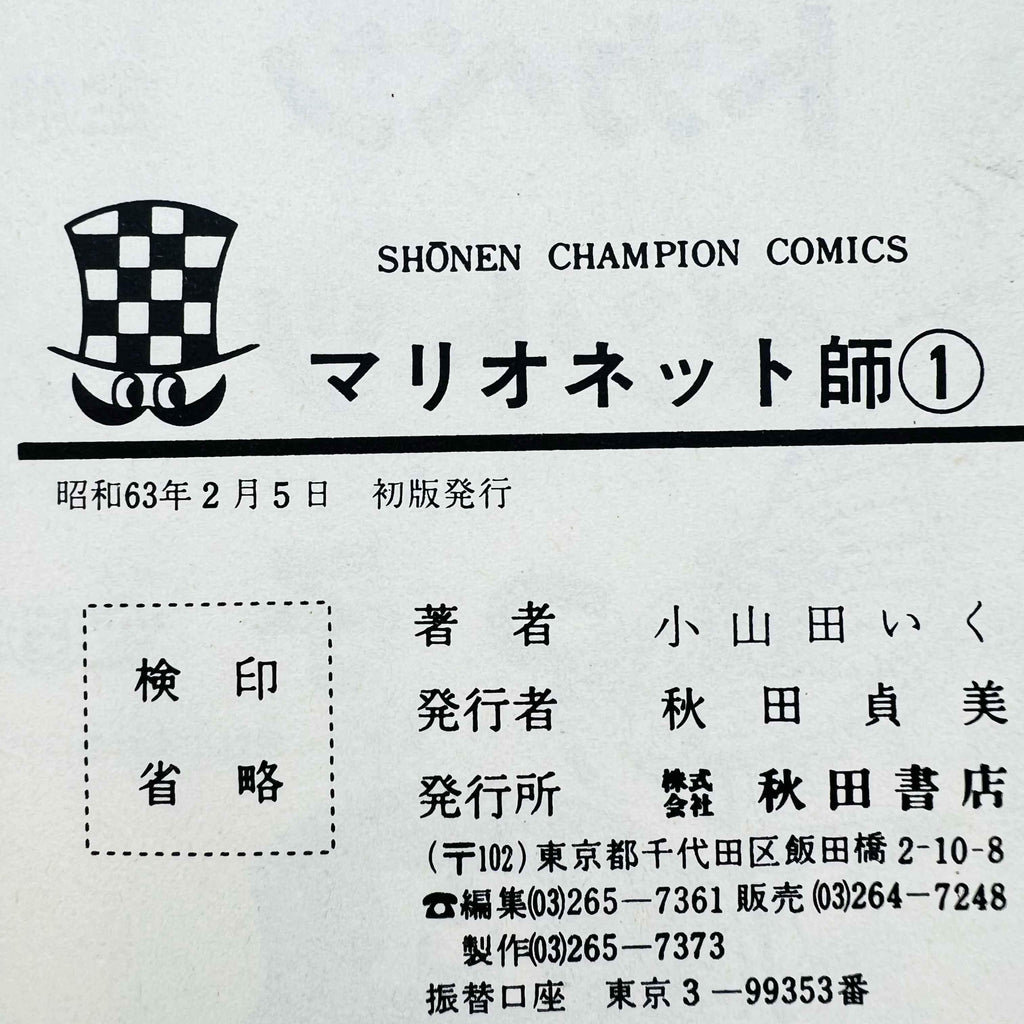 SHŌNEN CHAMPION COMICS
マリオネット師①
昭和63年2月5日 初版発行
検印
省略
著者 小山田いく
発行者 秋田貞美
発行所 株式会社 秋田書店
(〒102)東京都千代田区飯田橋2-10-8
☎編集(03)265—7361 販売(03)264—7248
製作(03)265—7373
振替口座 東京3—99353番